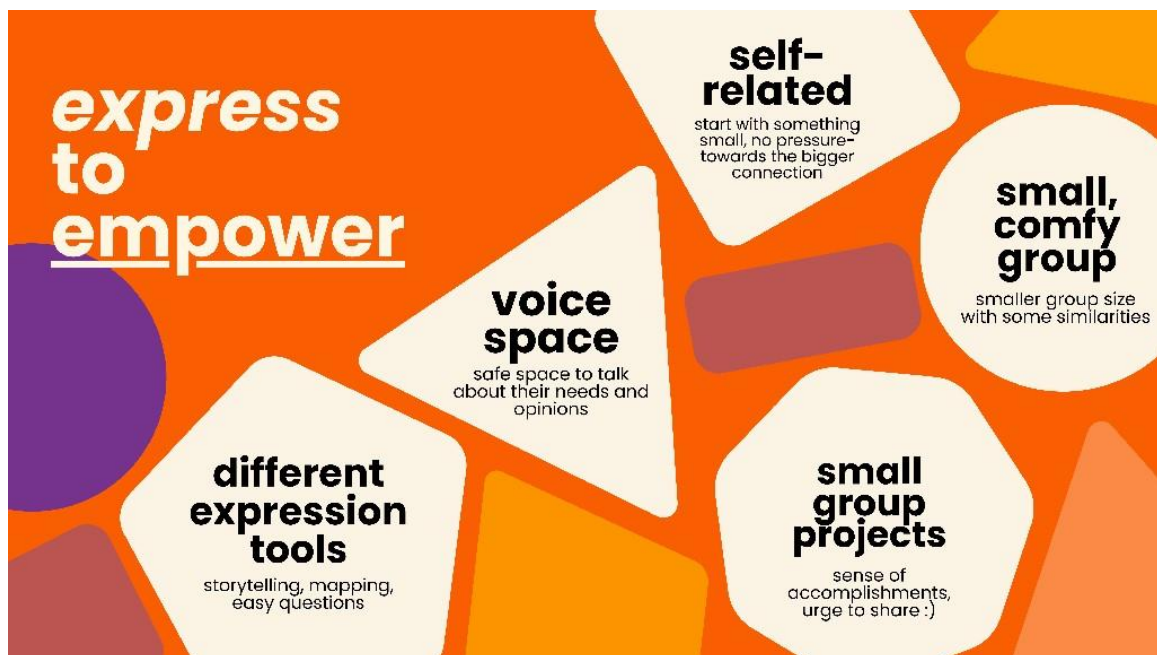 express
to
empower
self-
related
start with something
small, no pressure-
towards the bigger
connection
small,
comfy
group
smaller group size
with some similarities
voice
space
safe space to talk
about their needs and
opinions
different
expression
tools
storytelling, mapping,
easy questions
small
group
projects
sense of
accomplishments,
urge to share :)